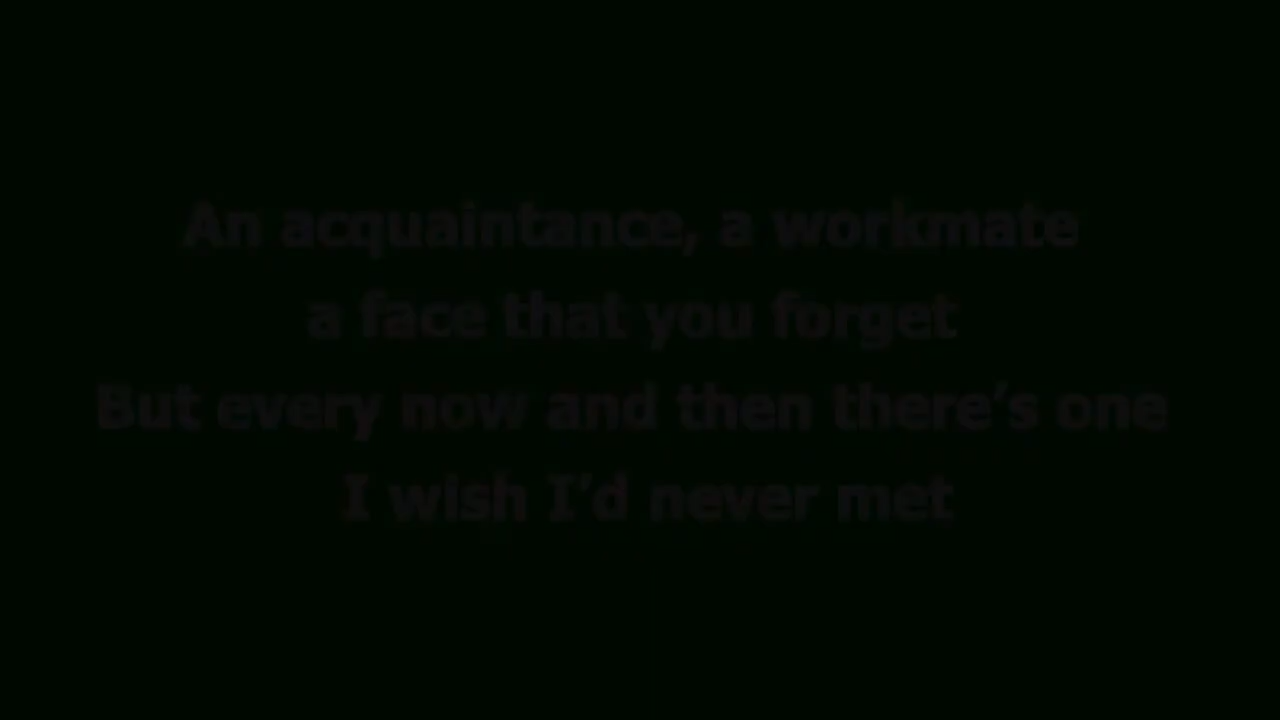 An acquaintance, a workmate
a face that you forget
But every now and then there’s one
I wish I’d never met